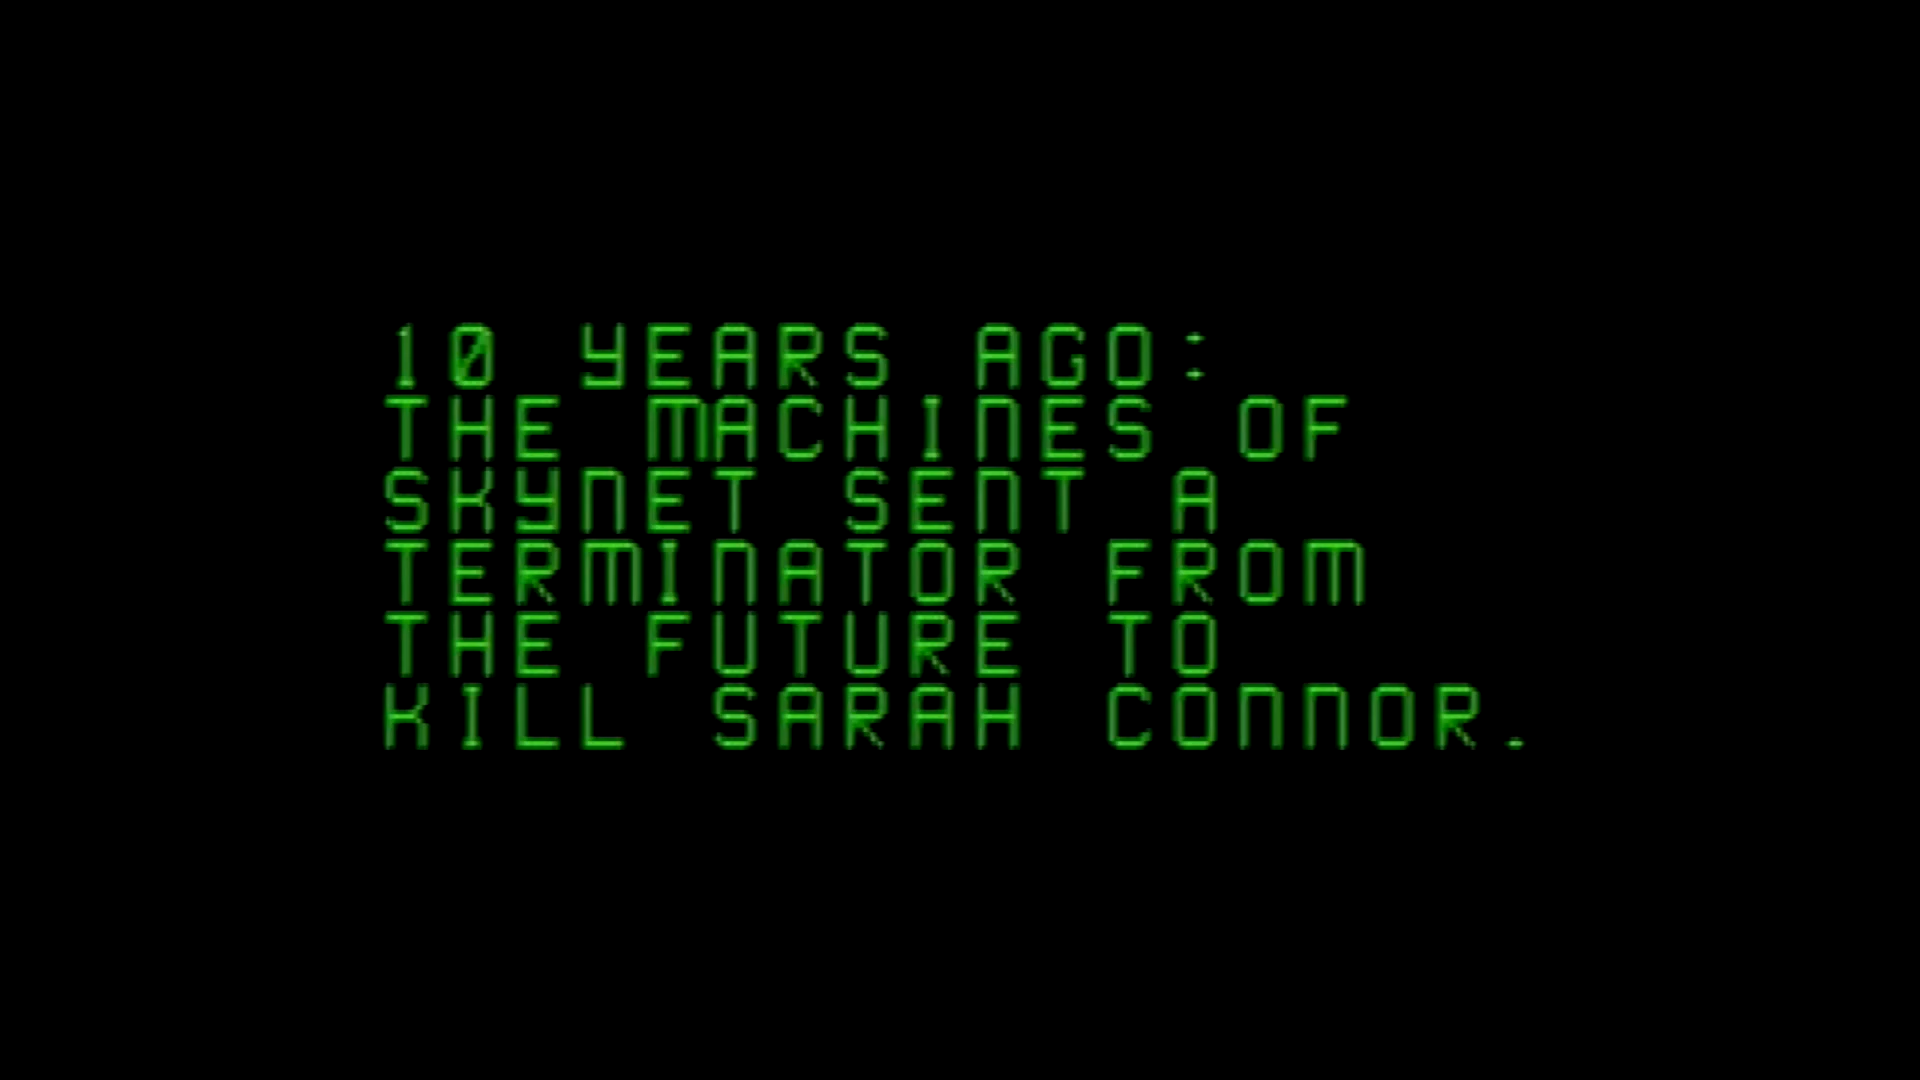 10 YEARS AGO:
THE MACHINES OF
SKYNET SENT A
TERMINATOR FROM
THE FUTURE TO
KILL SARAH CONNOR.